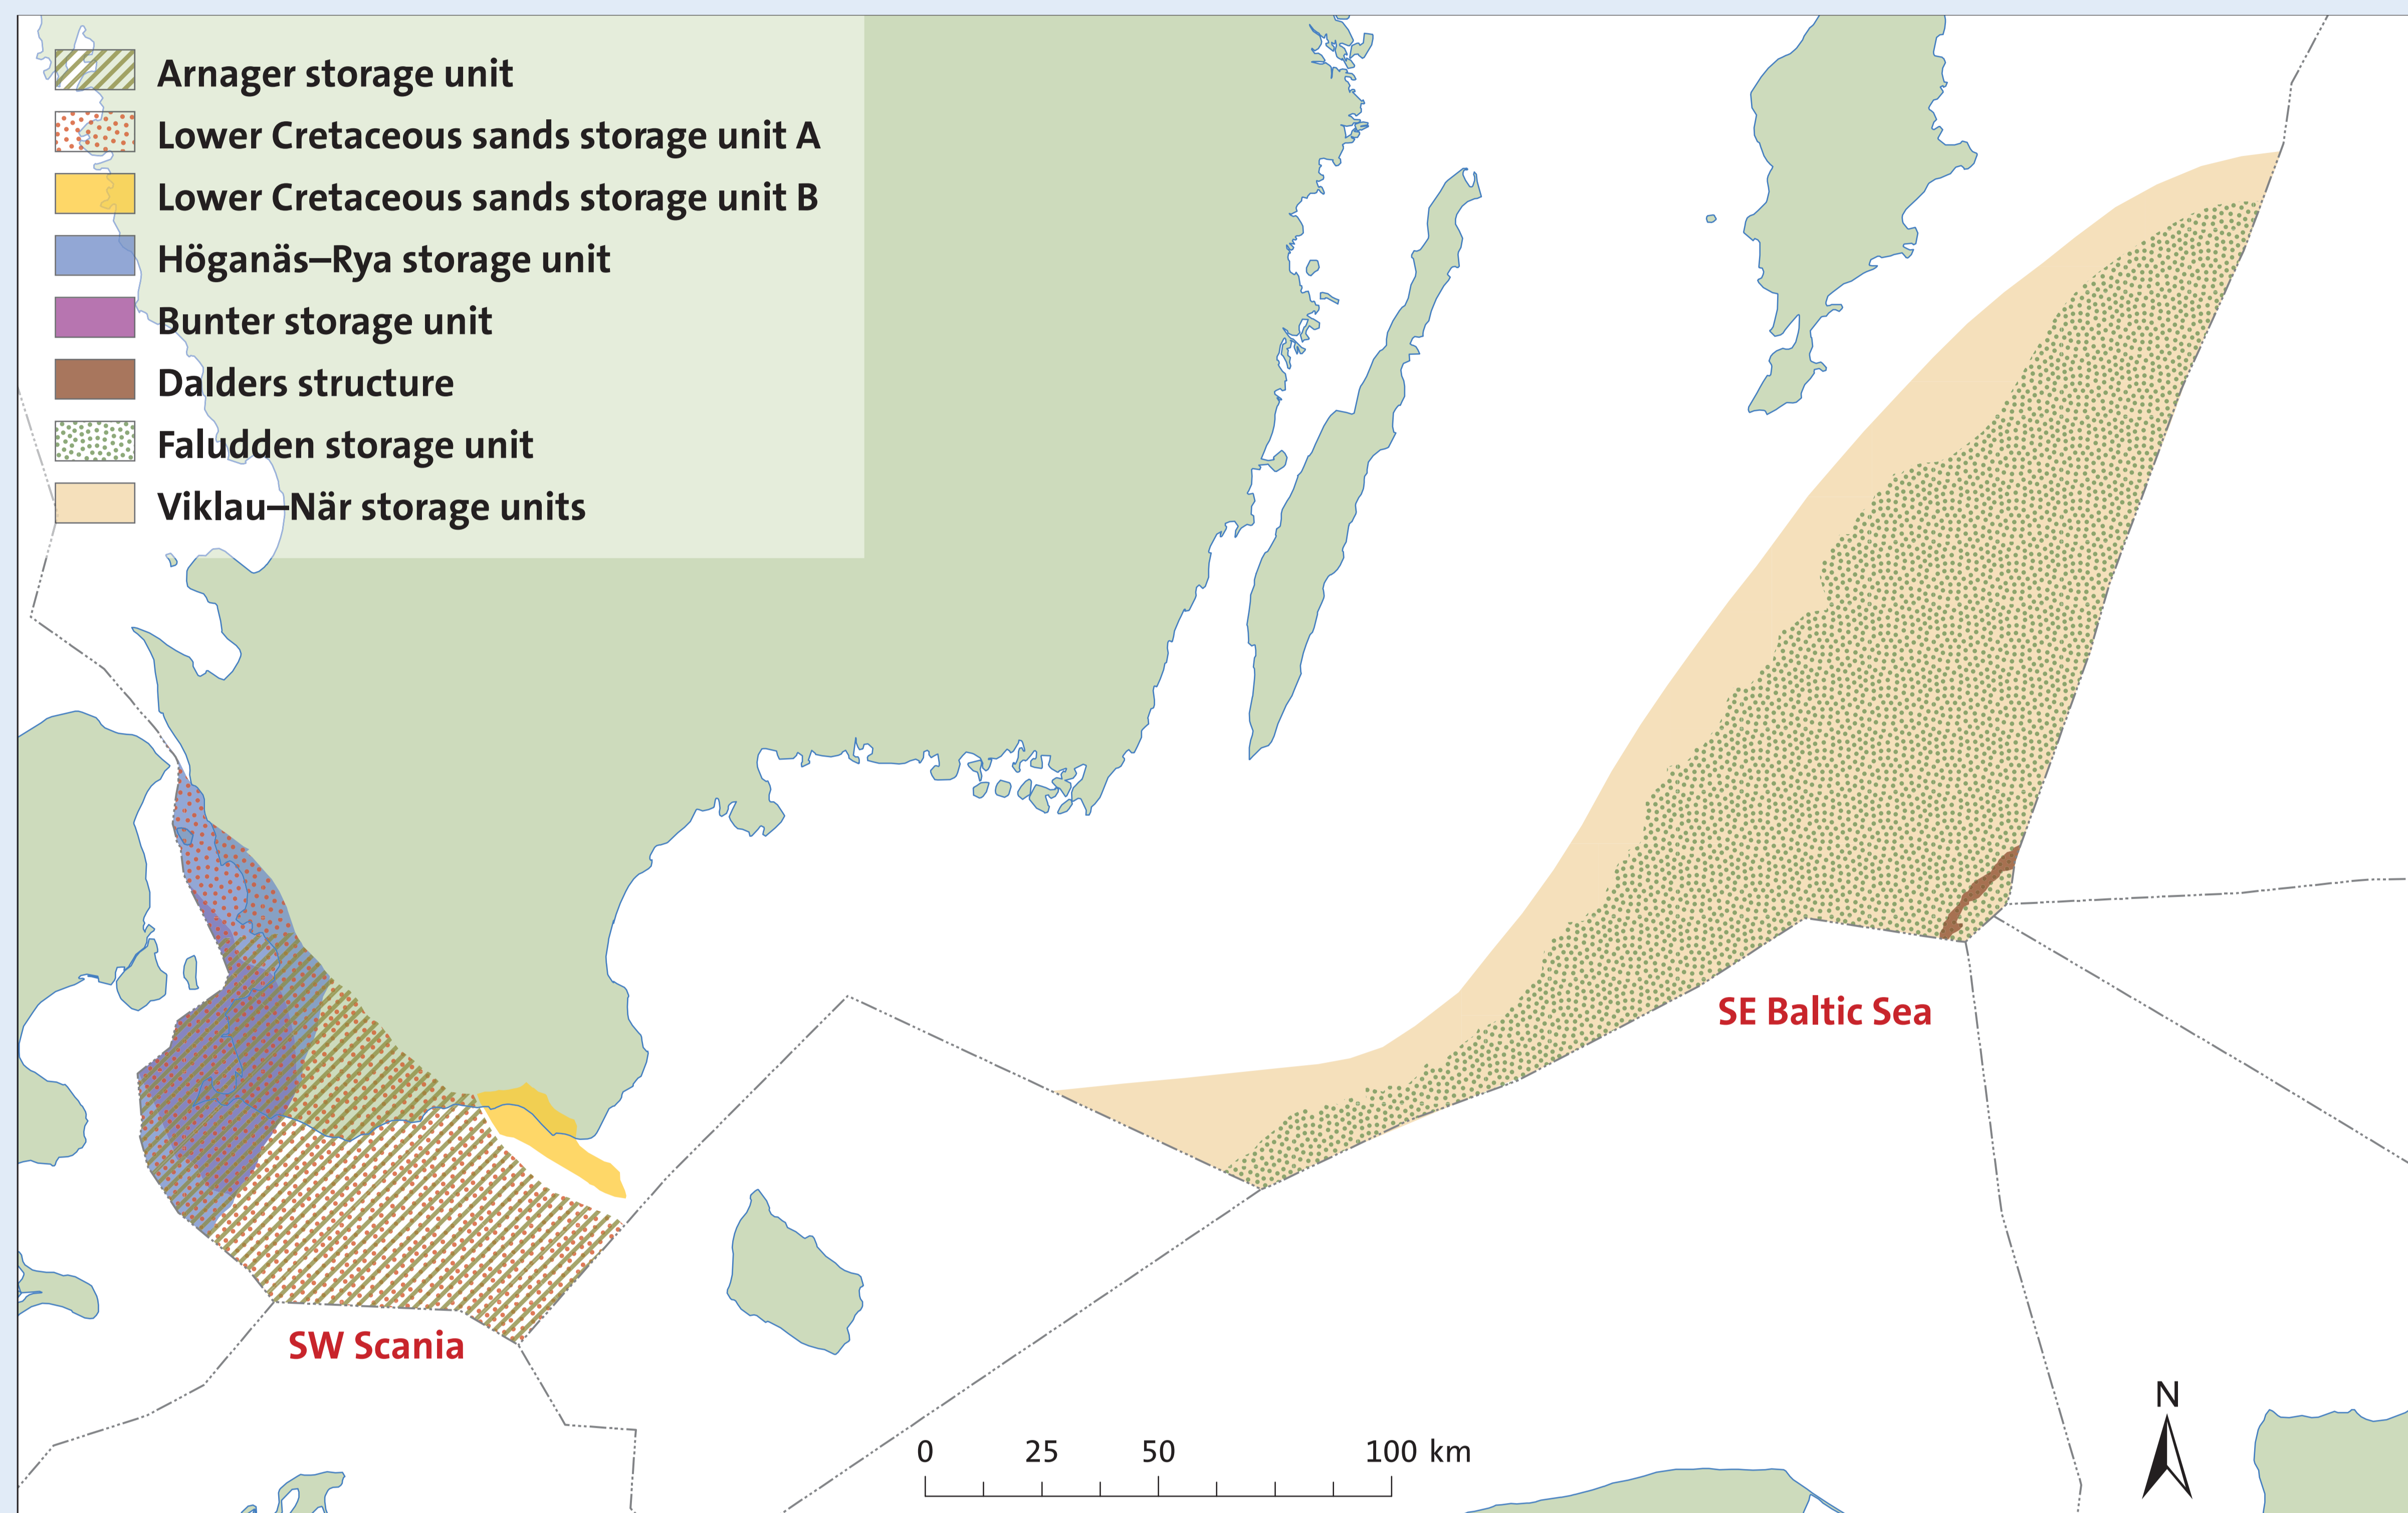 Arnager storage unit
Lower Cretaceous sands storage unit A
Lower Cretaceous sands storage unit B
Höganäs–Rya storage unit
Bunter storage unit
Dalders structure
Faludden storage unit
Viklau–När storage units
SE Baltic Sea
SW Scania
N
0 25 50 100 km